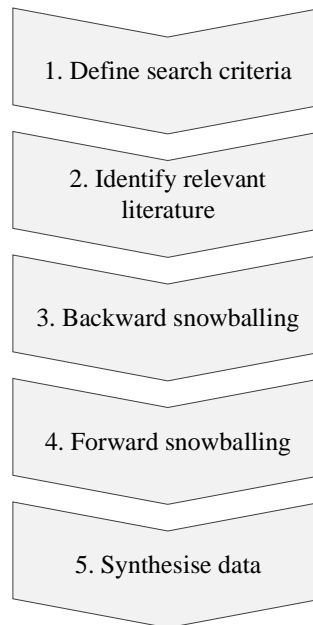 1. Define search criteria
2. Identify relevant
literature
3. Backward snowballing
4. Forward snowballing
5. Synthesise data